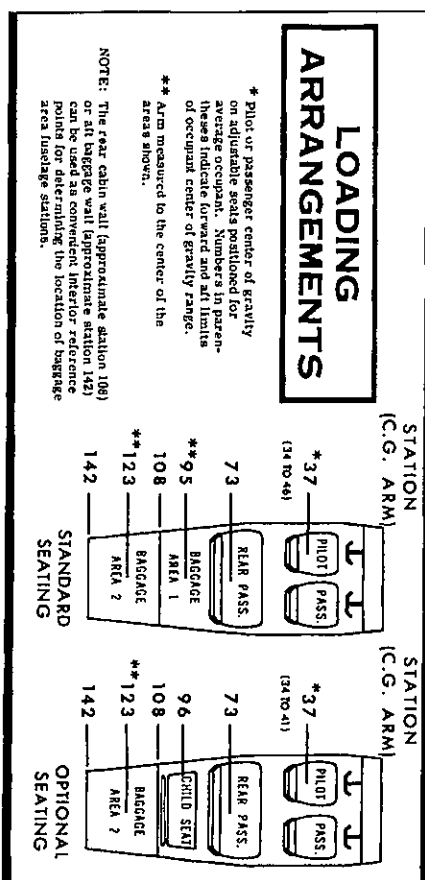 LOADING
ARRANGEMENTS
* Pilot or passenger center of gravity
on adjustable seats positioned for
average occupant. Numbers in paren-
theses indicate forward and aft limits
of occupant center of gravity range.
** Arm measured to the center of the
areas shown.
NOTE: The rear cabin wall (approximate station 108)
or aft baggage wall (approximate station 142)
can be used as convenient interior reference
points for determining the location of baggage
area fuselage stations.
STATION
(C.G. ARM)
*37
(34 TO 46)
73
**95
108
**123
142
PILOT
PASS.
REAR PASS.
BAGGAGE
AREA 1
BAGGAGE
AREA 2
STANDARD
SEATING
STATION
(C.G. ARM)
*37
(34 TO 41)
73
96
108
**123
142
PILOT
PASS.
REAR PASS.
CHILD SEAT
BAGGAGE
AREA 2
OPTIONAL
SEATING